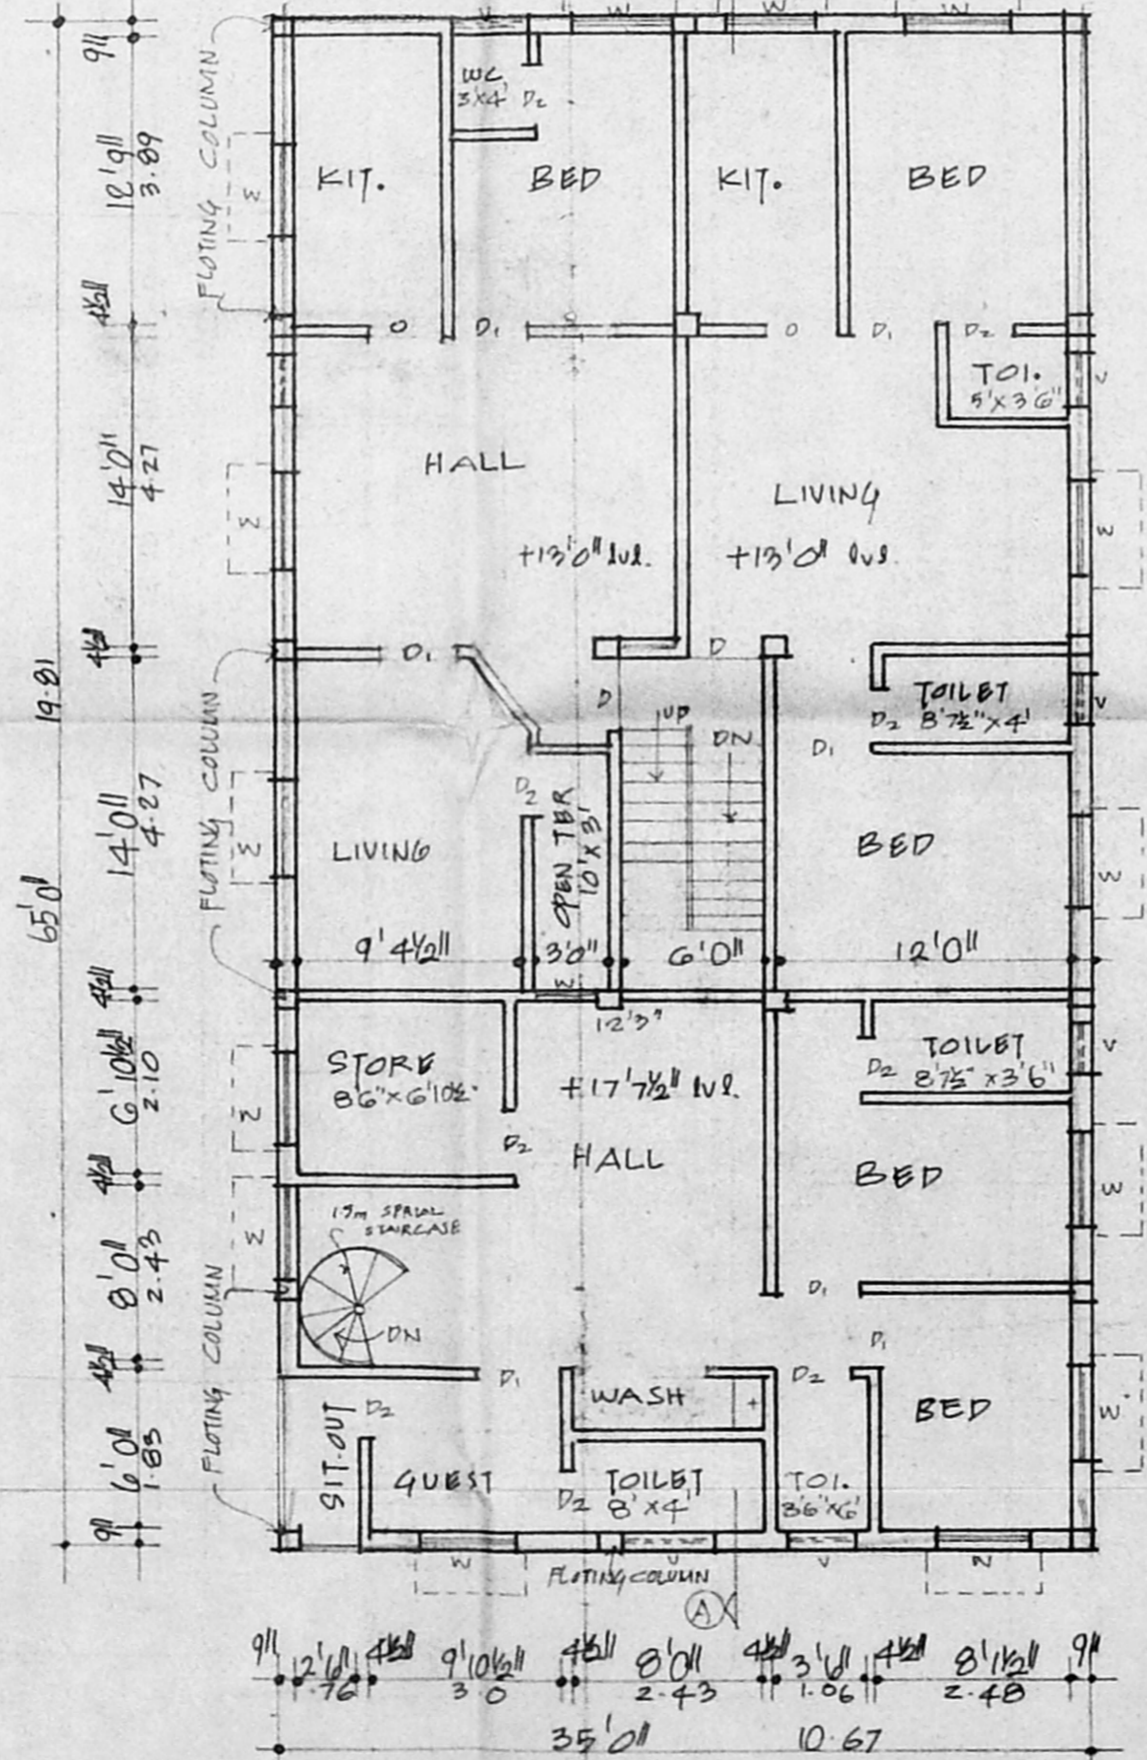 W
W
W
V
9"
12'9"
3.89
4½"
14'0"
4.27
4½"
65'0"
19.81
14'0"
4.27
4½"
6'10½"
2.10
4½"
8'0"
2.43
4½"
6'0"
1.83
9"
FLOTING COLUMN
FLOTING COLUMN
FLOTING COLUMN
WC
3'x4' D2
KIT.
BED
KIT.
BED
W
O
D1
O
D1
D2
TOI.
5'x3'6"
V
HALL
LIVING
+13'0" lvl.
+13'0" lvl.
W
W
D1
D
D
TOILET
8'7½"x4'
D2
V
UP
DN
D1
D2
OPEN TER
10'x3'
LIVING
BED
W
W
9'4½"
3'0"
6'0"
12'0"
W
12'3"
STORE
8'6"x6'10½"
+17'7½" lvl.
TOILET
8'7½" x3'6"
D2
V
W
D2
HALL
BED
W
W
1.5m SPRIAL
STAIRCASE
DN
D1
D1
D1
D2
WASH
BED
W
SIT-OUT
D2
GUEST
D2
TOILET
8'x4'
TOI.
3'6"x6'
W
V
V
W
FLOTING COLUMN
A
9"
2'6"
.76
4½"
9'10½"
3.0
4½"
8'0"
2.43
4½"
3'6"
1.06
4½"
8'1½"
2.48
9"
35'0"
10.67